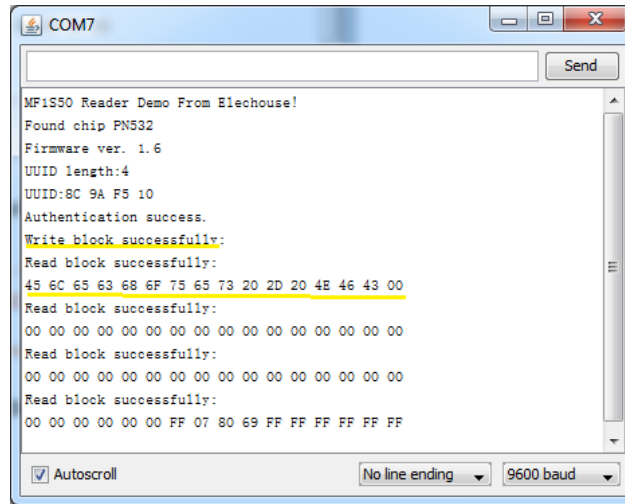 COM7
Send
MF1S50 Reader Demo From Elechouse!
Found chip PN532
Firmware ver. 1.6
UUID length:4
UUID:8C 9A F5 10
Authentication success.
Write block successfully:
Read block successfully:
45 6C 65 63 68 6F 75 65 73 20 2D 20 4E 46 43 00
Read block successfully:
00 00 00 00 00 00 00 00 00 00 00 00 00 00 00 00
Read block successfully:
00 00 00 00 00 00 00 00 00 00 00 00 00 00 00 00
Read block successfully:
00 00 00 00 00 00 FF 07 80 69 FF FF FF FF FF FF
Autoscroll
No line ending
9600 baud